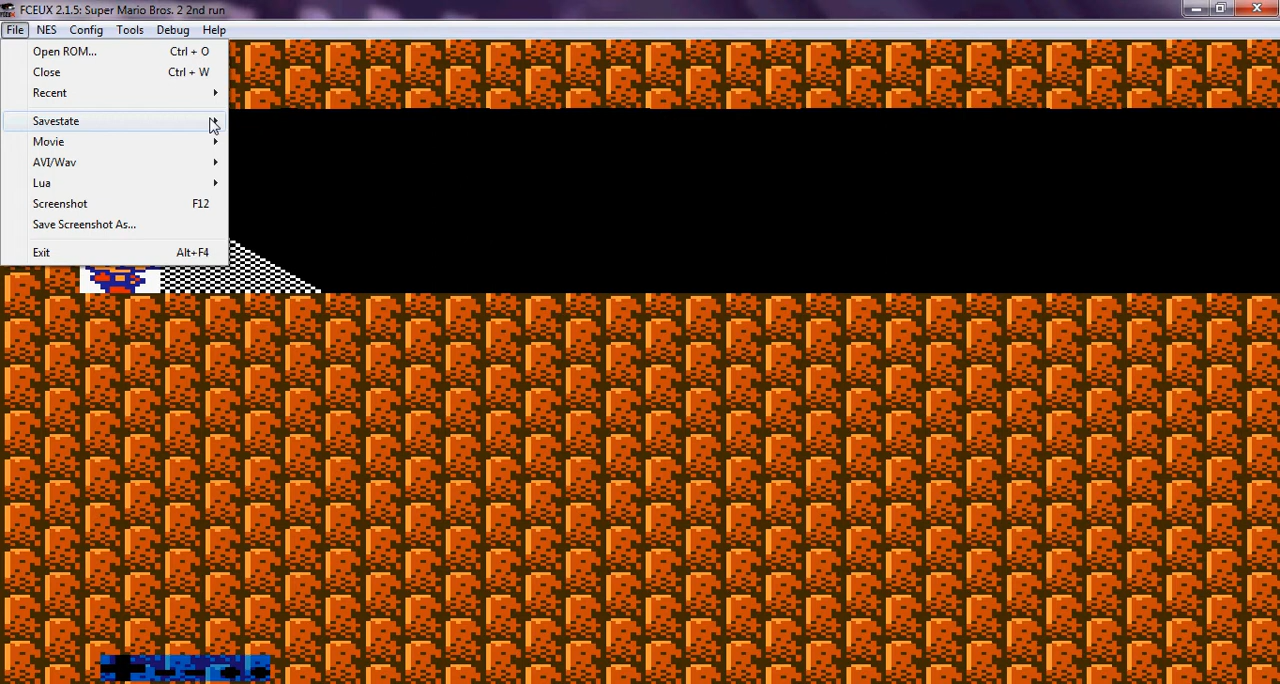 FCEUX 2.1.5: Super Mario Bros. 2 2nd run
File NES Config Tools Debug Help
Open ROM... Ctrl + O
Close Ctrl + W
Recent
Savestate
Movie
AVI/Wav
Lua
Screenshot F12
Save Screenshot As...
Exit Alt+F4